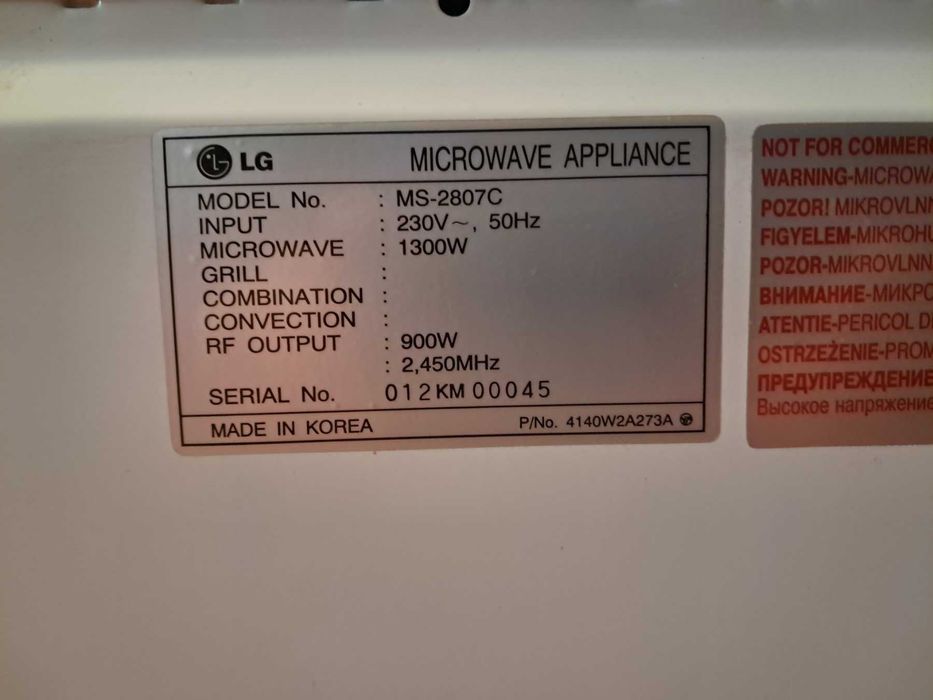 LG MICROWAVE APPLIANCE
MODEL No. : MS-2807C
INPUT : 230V~, 50Hz
MICROWAVE : 1300W
GRILL :
COMBINATION :
CONVECTION :
RF OUTPUT : 900W
: 2,450MHz
SERIAL No. 012KM00045
MADE IN KOREA P/No. 4140W2A273A
NOT FOR COMMERC
WARNING-MICROWA
POZOR! MIKROVLNN
FIGYELEM-MIKROHU
POZOR-MIKROVLNN
ВНИМАНИЕ-МИКРО
ATENTIE-PERICOL D
OSTRZEŻENIE-PROM
ПРЕДУПРЕЖДЕНИЕ
Высокое напряжение